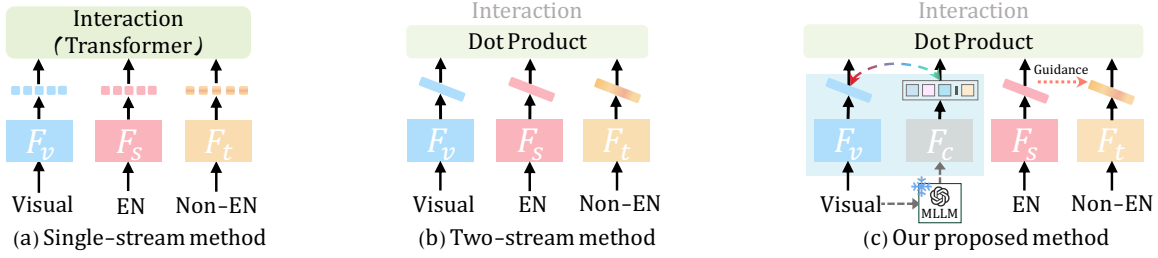 Interaction
(Transformer)
F_v F_s F_t
Visual EN Non-EN
(a) Single-stream method
Interaction
Dot Product
F_v F_s F_t
Visual EN Non-EN
(b) Two-stream method
Interaction
Dot Product
Guidance
F_v F_c F_s F_t
MLLM
Visual EN Non-EN
(c) Our proposed method